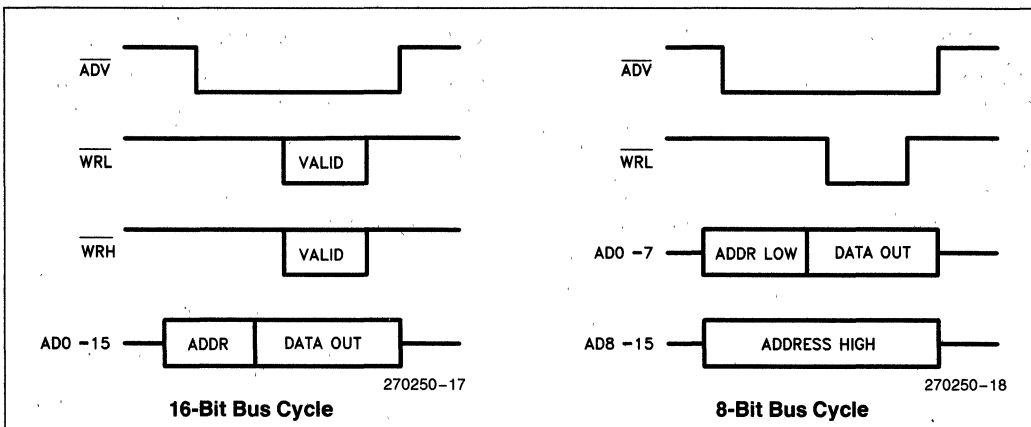 ADV
WRL
VALID
WRH
VALID
AD0 -15
ADDR
DATA OUT
270250-17
16-Bit Bus Cycle
ADV
WRL
AD0 -7
ADDR LOW
DATA OUT
AD8 -15
ADDRESS HIGH
270250-18
8-Bit Bus Cycle